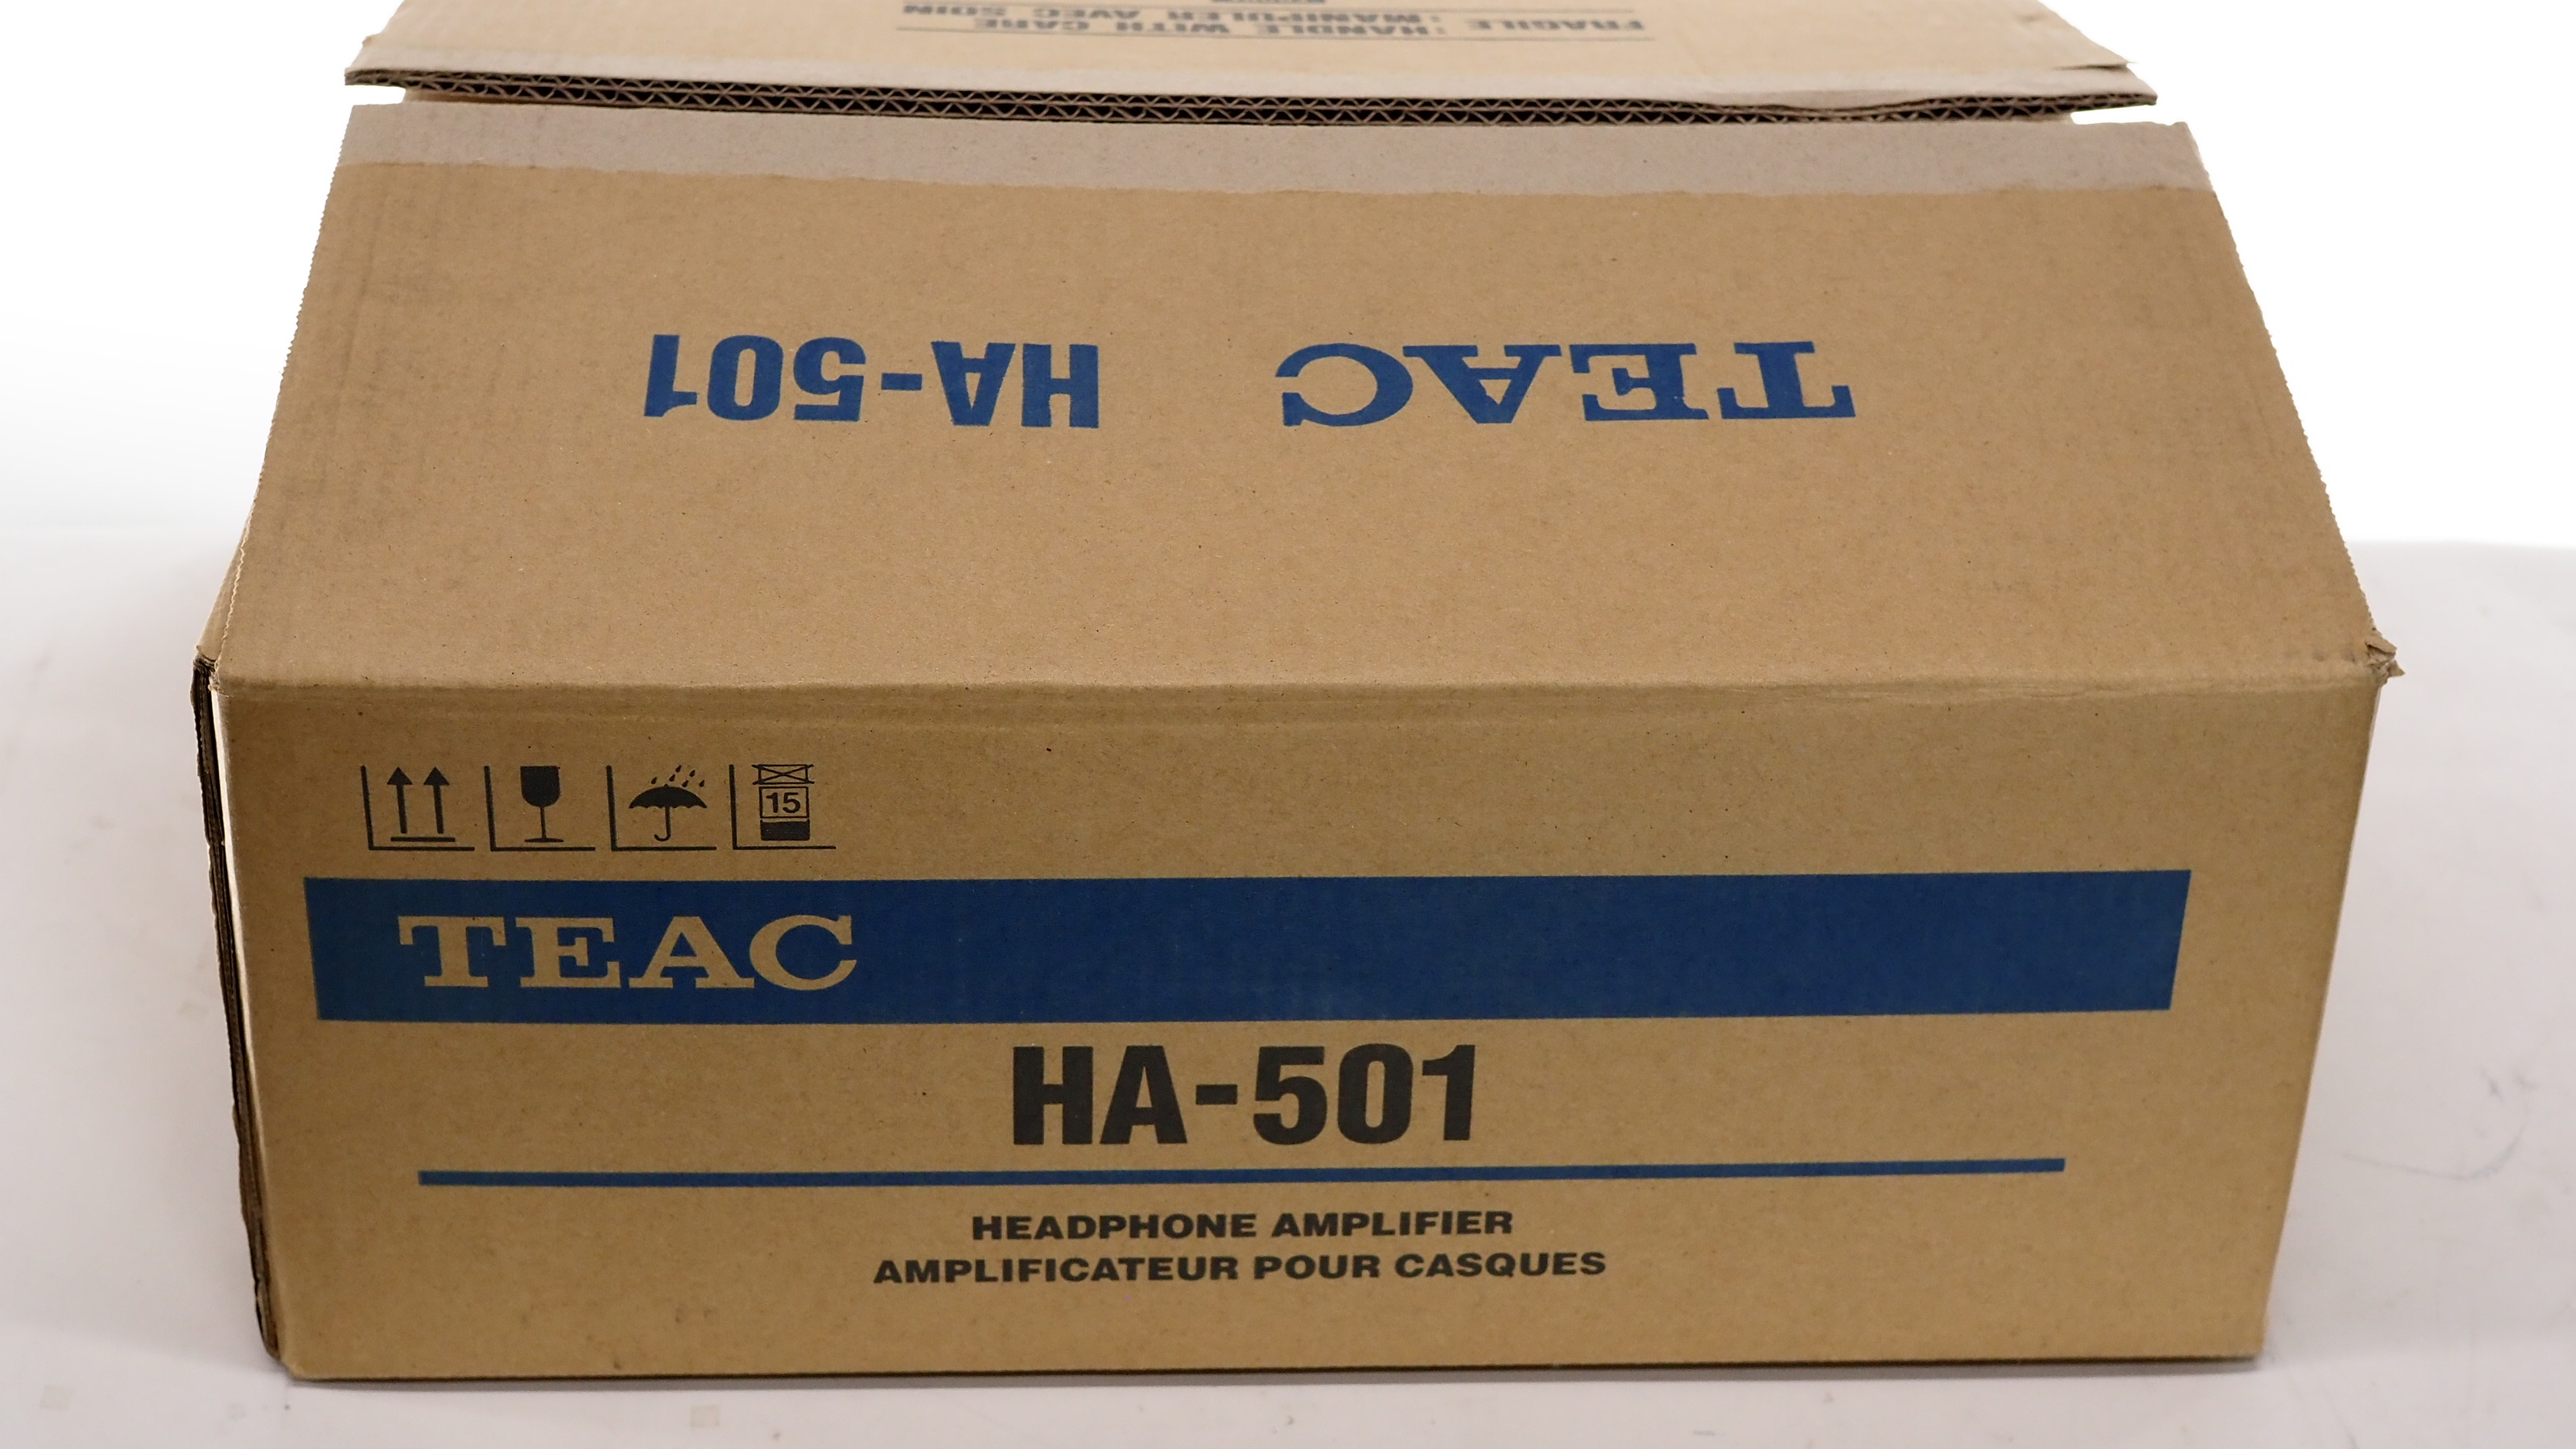 FRAGILE : HANDLE WITH CARE
: MANIPULER AVEC SOIN
TEAC HA-501
15
TEAC
HA-501
HEADPHONE AMPLIFIER
AMPLIFICATEUR POUR CASQUES